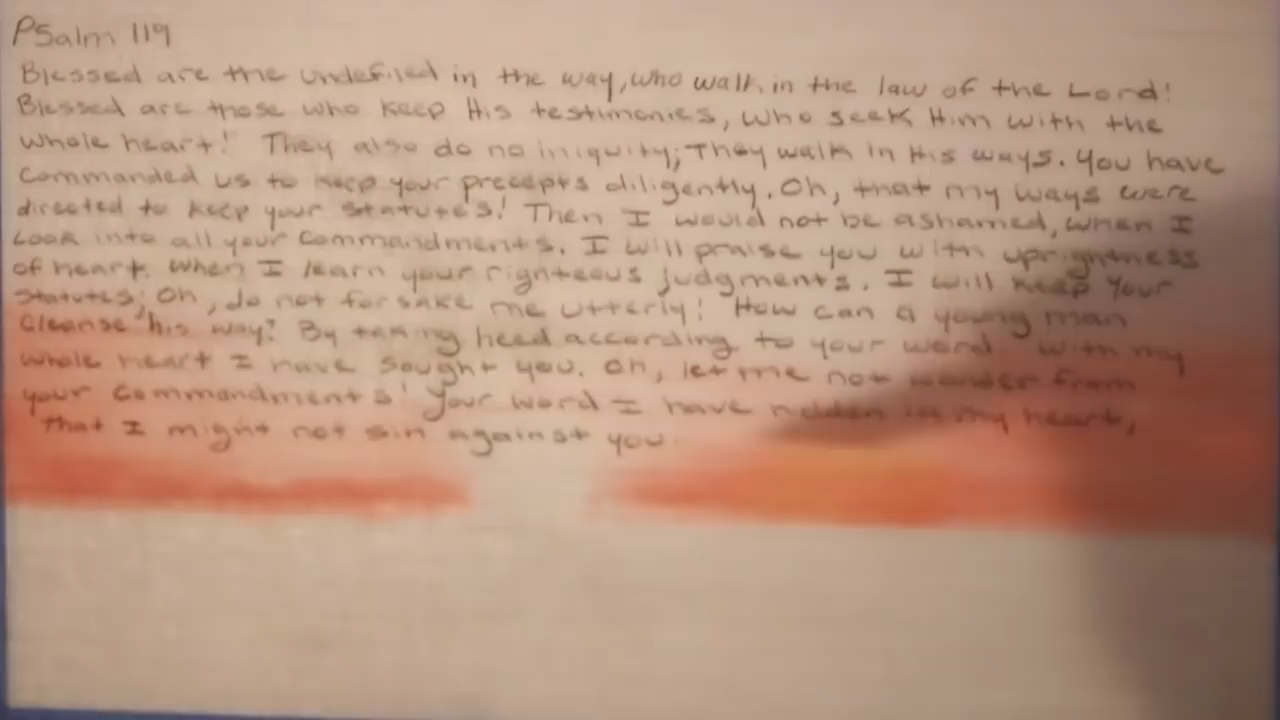 Psalm 119
Blessed are the undefiled in the way, who walk in the law of the Lord!
Blessed are those who keep His testimonies, who seek Him with the
whole heart! They also do no iniquity; They walk in His ways. You have
Commanded us to keep your precepts diligently. Oh, that my ways were
directed to keep your statutes! Then I would not be ashamed, when I
Look into all your commandments. I will praise you with uprightness
of heart. When I learn your righteous judgments. I will keep Your
Statutes; Oh, do not forsake me utterly! How can a young man
Cleanse his way? By taking heed according to your word. With my
whole heart I have sought you. Oh, let me not wander from
your commandments! Your word I have hidden in my heart,
that I might not sin against you.